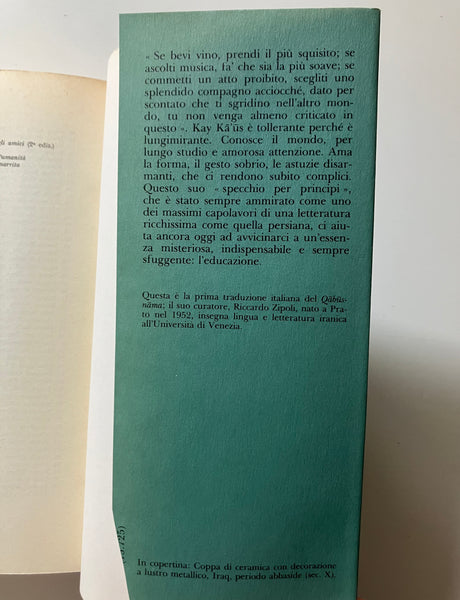 gli amici (2ª ediz.)
« Se bevi vino, prendi il più squisito; se
ascolti musica, fa' che sia la più soave; se
commetti un atto proibito, scegliti uno
splendido compagno acciocché, dato per
scontato che ti sgridino nell'altro mon-
do, tu non venga almeno criticato in
questo ». Kay Kā'ūs è tollerante perché è
lungimirante. Conosce il mondo, per
lungo studio e amorosa attenzione. Ama
la forma, il gesto sobrio, le astuzie disar-
manti, che ci rendono subito complici.
Questo suo « specchio per prìncipi »,
che è stato sempre ammirato come uno
dei massimi capolavori di una letteratura
ricchissima come quella persiana, ci aiu-
ta ancora oggi ad avvicinarci a un'essen-
za misteriosa, indispensabile e sempre
sfuggente: l'educazione.
Questa è la prima traduzione italiana del Qābūs-
nāma; il suo curatore, Riccardo Zipoli, nato a Pra-
to nel 1952, insegna lingua e letteratura iranica
all'Università di Venezia.
In copertina: Coppa di ceramica con decorazione
a lustro metallico, Iraq, periodo abbaside (sec. X).